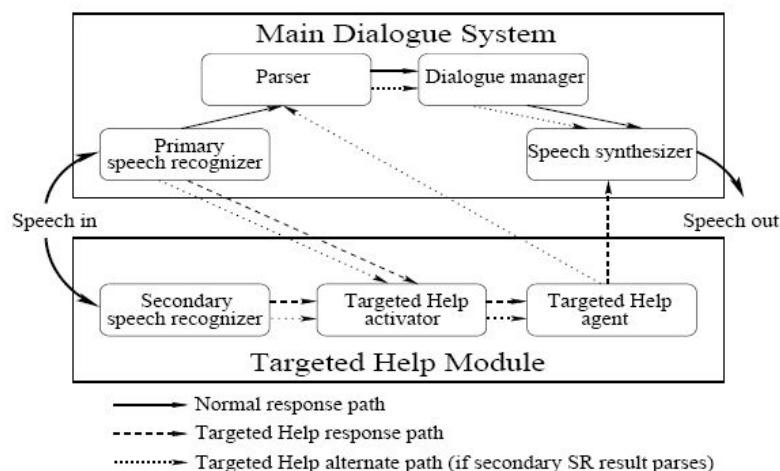 Main Dialogue System
Parser
Dialogue manager
Primary
speech recognizer
Speech synthesizer
Speech in
Speech out
Secondary
speech recognizer
Targeted Help
activator
Targeted Help
agent
Targeted Help Module
Normal response path
Targeted Help response path
Targeted Help alternate path (if secondary SR result parses)